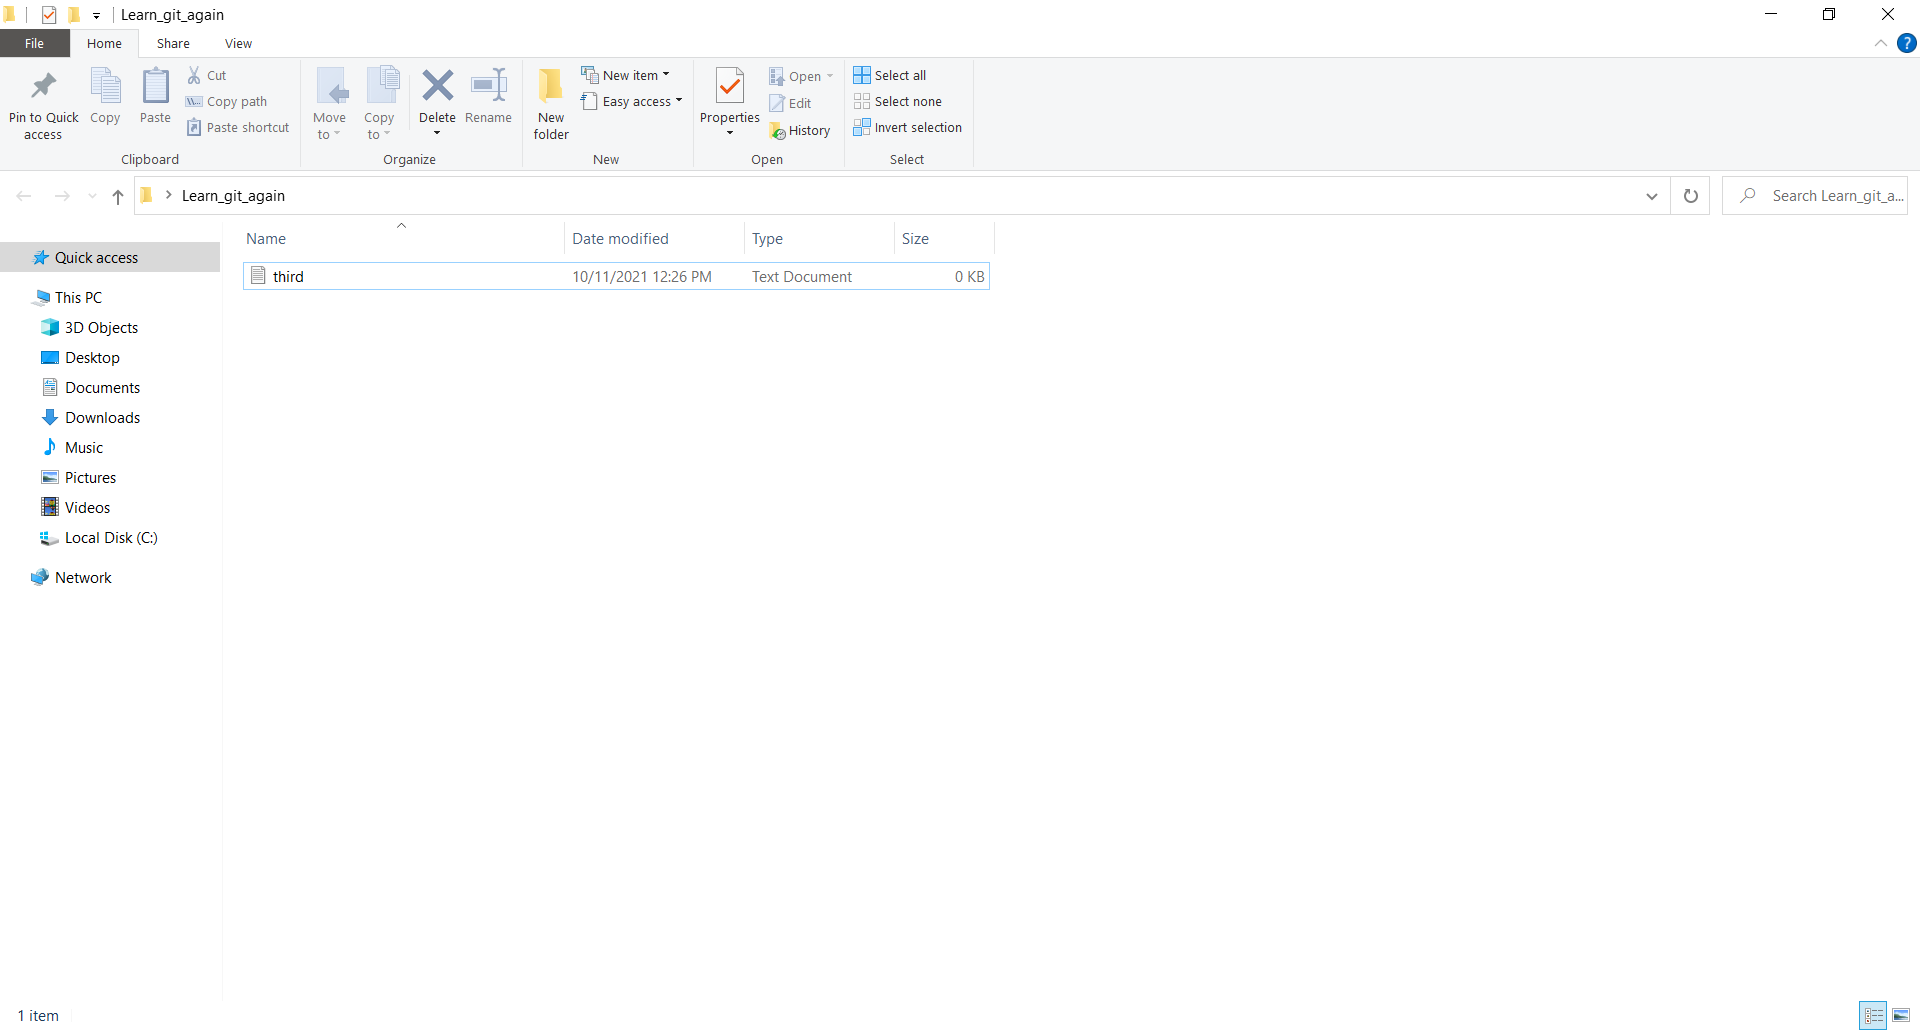 Learn_git_again
File Home Share View
?
Pin to Quick access
Copy
Paste
Cut
Copy path
Paste shortcut
Clipboard
Move to
Copy to
Delete
Rename
Organize
New folder
New item
Easy access
New
Properties
Open
Edit
History
Open
Select all
Select none
Invert selection
Select
Learn_git_again
Search Learn_git_a...
Name Date modified Type Size
third 10/11/2021 12:26 PM Text Document 0 KB
Quick access
This PC
3D Objects
Desktop
Documents
Downloads
Music
Pictures
Videos
Local Disk (C:)
Network
1 item